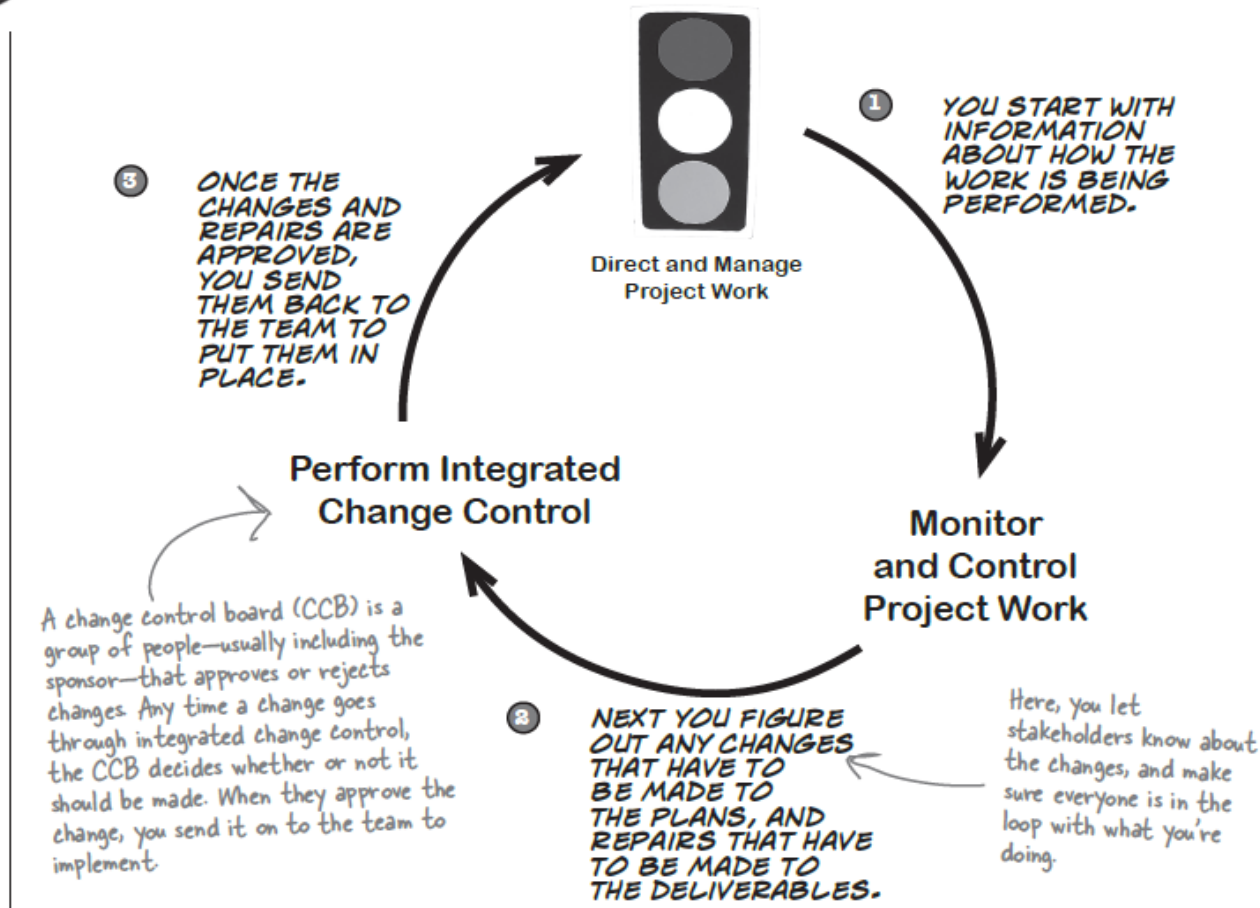 1
YOU START WITH
INFORMATION
ABOUT HOW THE
WORK IS BEING
PERFORMED.
3
ONCE THE
CHANGES AND
REPAIRS ARE
APPROVED,
YOU SEND
THEM BACK TO
THE TEAM TO
PUT THEM IN
PLACE.
Direct and Manage
Project Work
Perform Integrated
Change Control
Monitor
and Control
Project Work
A change control board (CCB) is a
group of people—usually including the
sponsor—that approves or rejects
changes. Any time a change goes
through integrated change control,
the CCB decides whether or not it
should be made. When they approve the
change, you send it on to the team to
implement.
2
NEXT YOU FIGURE
OUT ANY CHANGES
THAT HAVE TO
BE MADE TO
THE PLANS, AND
REPAIRS THAT HAVE
TO BE MADE TO
THE DELIVERABLES.
Here, you let
stakeholders know about
the changes, and make
sure everyone is in the
loop with what you're
doing.